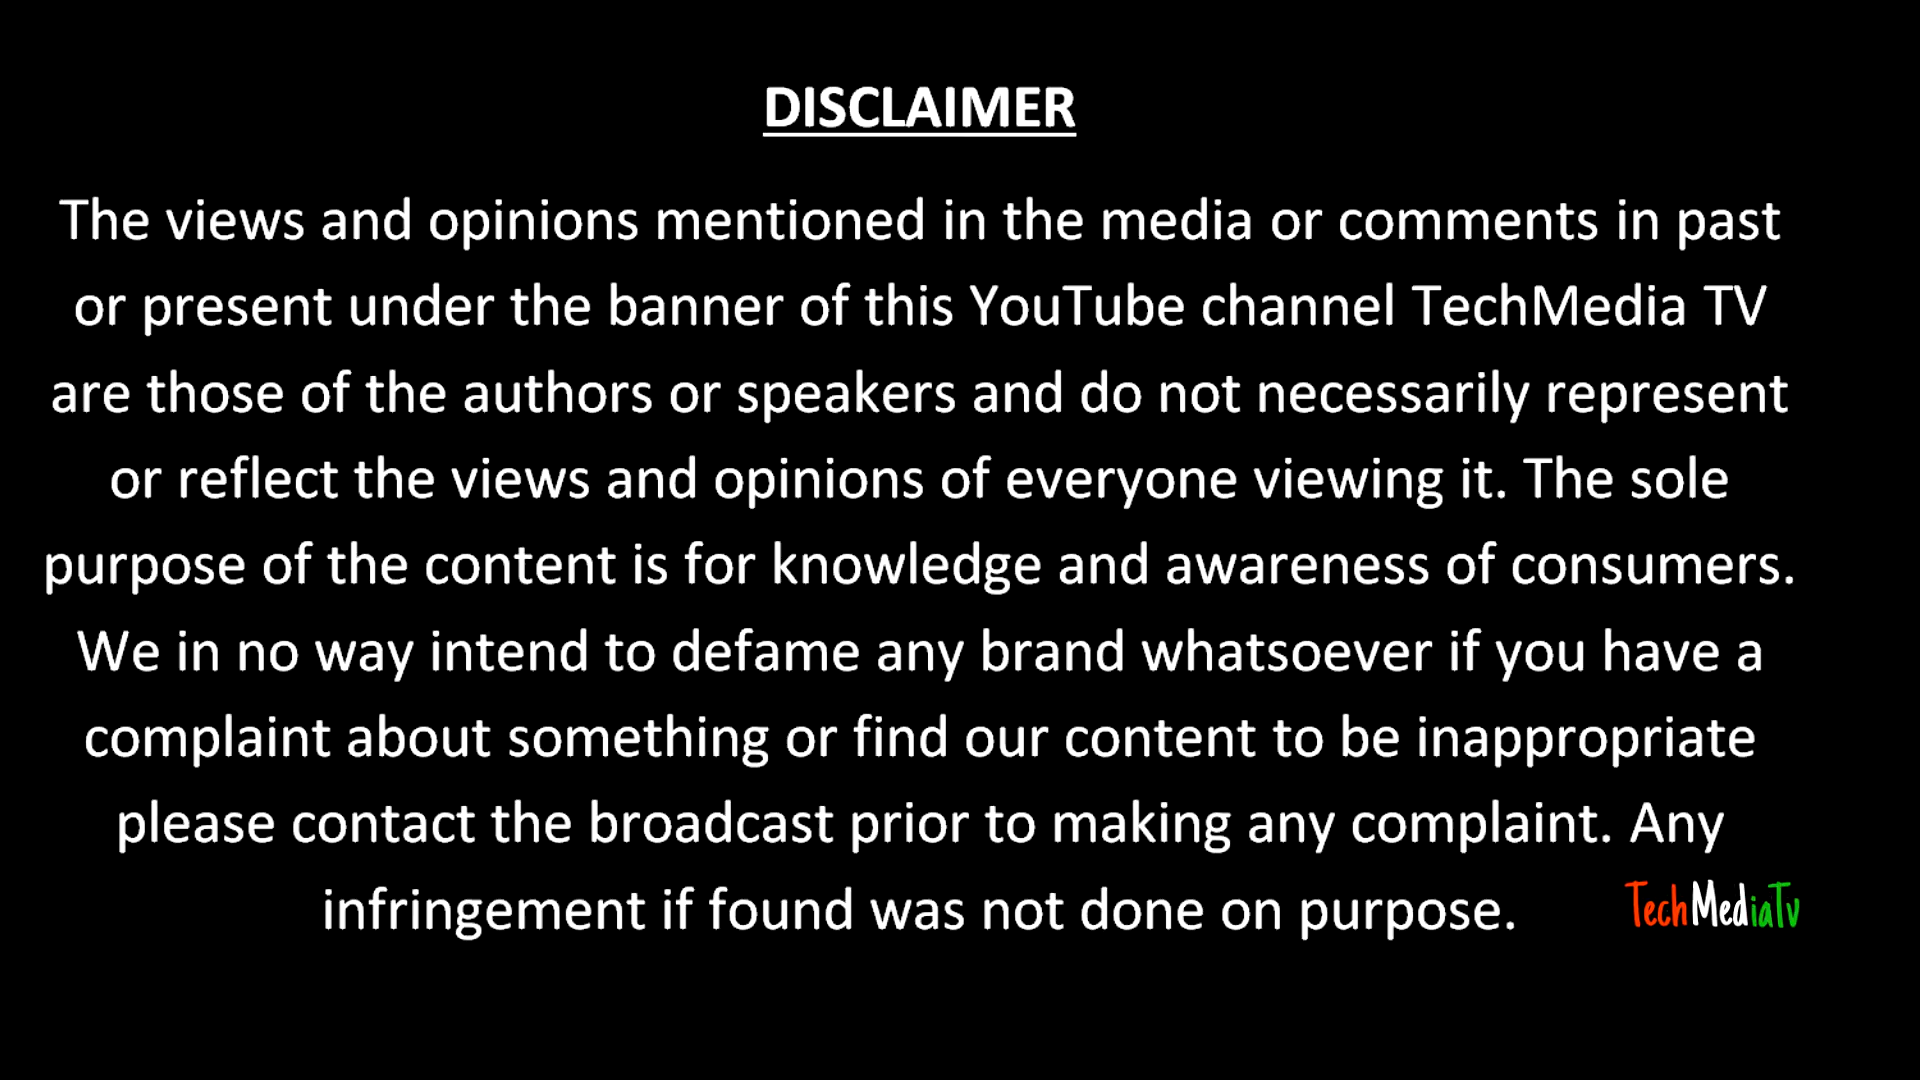 DISCLAIMER
The views and opinions mentioned in the media or comments in past
or present under the banner of this YouTube channel TechMedia TV
are those of the authors or speakers and do not necessarily represent
or reflect the views and opinions of everyone viewing it. The sole
purpose of the content is for knowledge and awareness of consumers.
We in no way intend to defame any brand whatsoever if you have a
complaint about something or find our content to be inappropriate
please contact the broadcast prior to making any complaint. Any
infringement if found was not done on purpose.
TechMediaTv